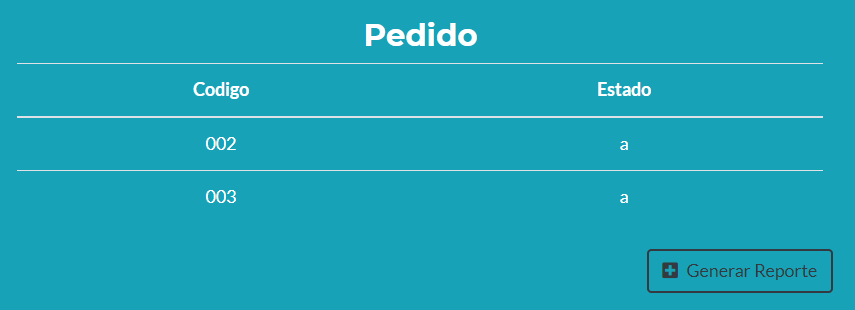 Pedido
Codigo Estado
002 a
003 a
Generar Reporte